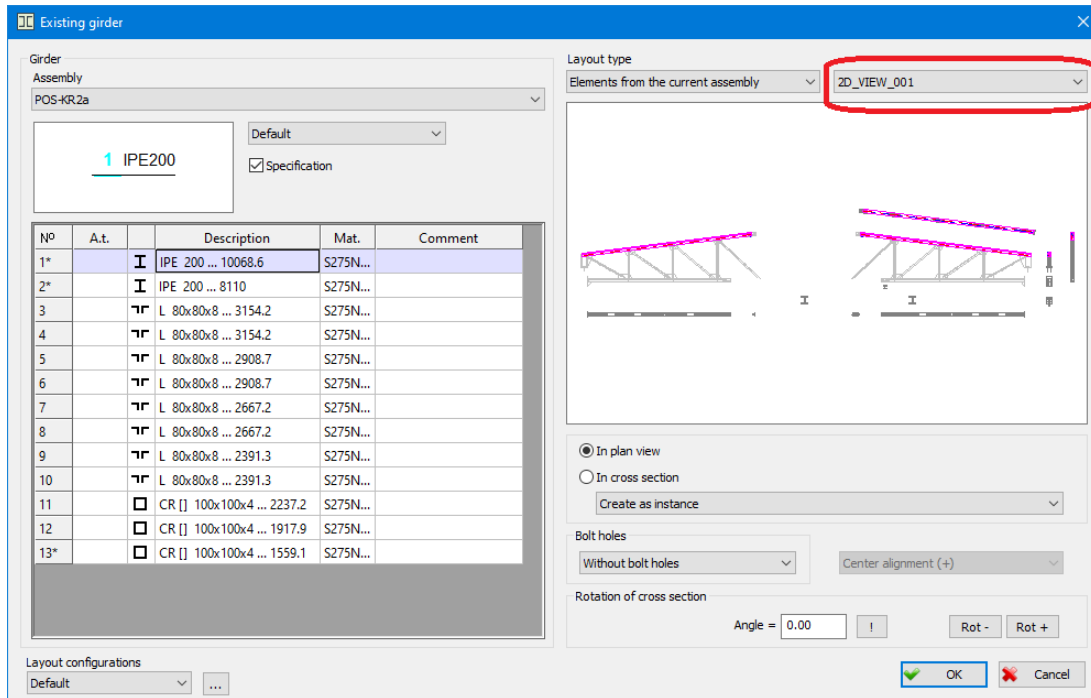 Existing girder
Girder
Assembly
POS-KR2a
1 IPE200
Default
Specification
Nº A.t. Description Mat. Comment
1* IPE 200 ... 10068.6 S275N...
2* IPE 200 ... 8110 S275N...
3 L 80x80x8 ... 3154.2 S275N...
4 L 80x80x8 ... 3154.2 S275N...
5 L 80x80x8 ... 2908.7 S275N...
6 L 80x80x8 ... 2908.7 S275N...
7 L 80x80x8 ... 2667.2 S275N...
8 L 80x80x8 ... 2667.2 S275N...
9 L 80x80x8 ... 2391.3 S275N...
10 L 80x80x8 ... 2391.3 S275N...
11 CR [] 100x100x4 ... 2237.2 S275N...
12 CR [] 100x100x4 ... 1917.9 S275N...
13* CR [] 100x100x4 ... 1559.1 S275N...
Layout configurations
Default
...
Layout type
Elements from the current assembly
2D_VIEW_001
In plan view
In cross section
Create as instance
Bolt holes
Without bolt holes
Center alignment (+)
Rotation of cross section
Angle = 0.00 ! Rot - Rot +
OK Cancel